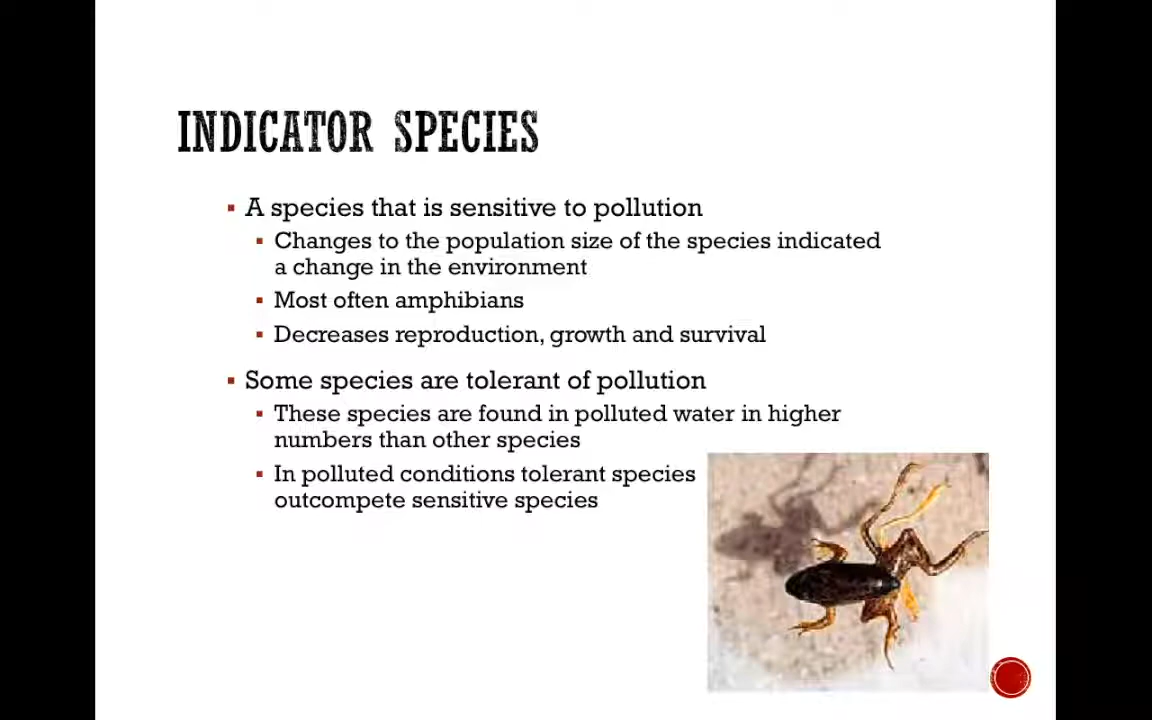 INDICATOR SPECIES
▪ A species that is sensitive to pollution
▪ Changes to the population size of the species indicated
a change in the environment
▪ Most often amphibians
▪ Decreases reproduction, growth and survival
▪ Some species are tolerant of pollution
▪ These species are found in polluted water in higher
numbers than other species
▪ In polluted conditions tolerant species
outcompete sensitive species